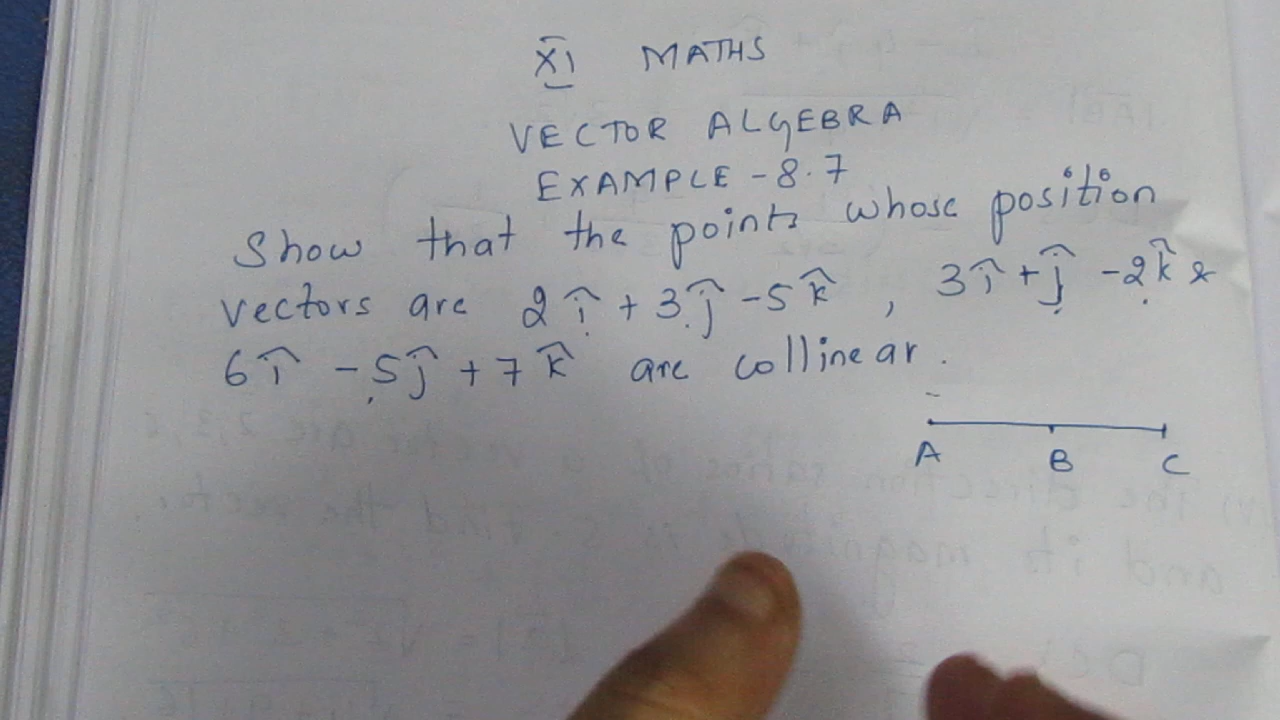 XI MATHS
VECTOR ALGEBRA
EXAMPLE - 8.7
Show that the points whose position
vectors are 2î + 3ĵ - 5k̂ , 3î + ĵ - 2k̂ &
6î - 5ĵ + 7k̂ are collinear.
A B C